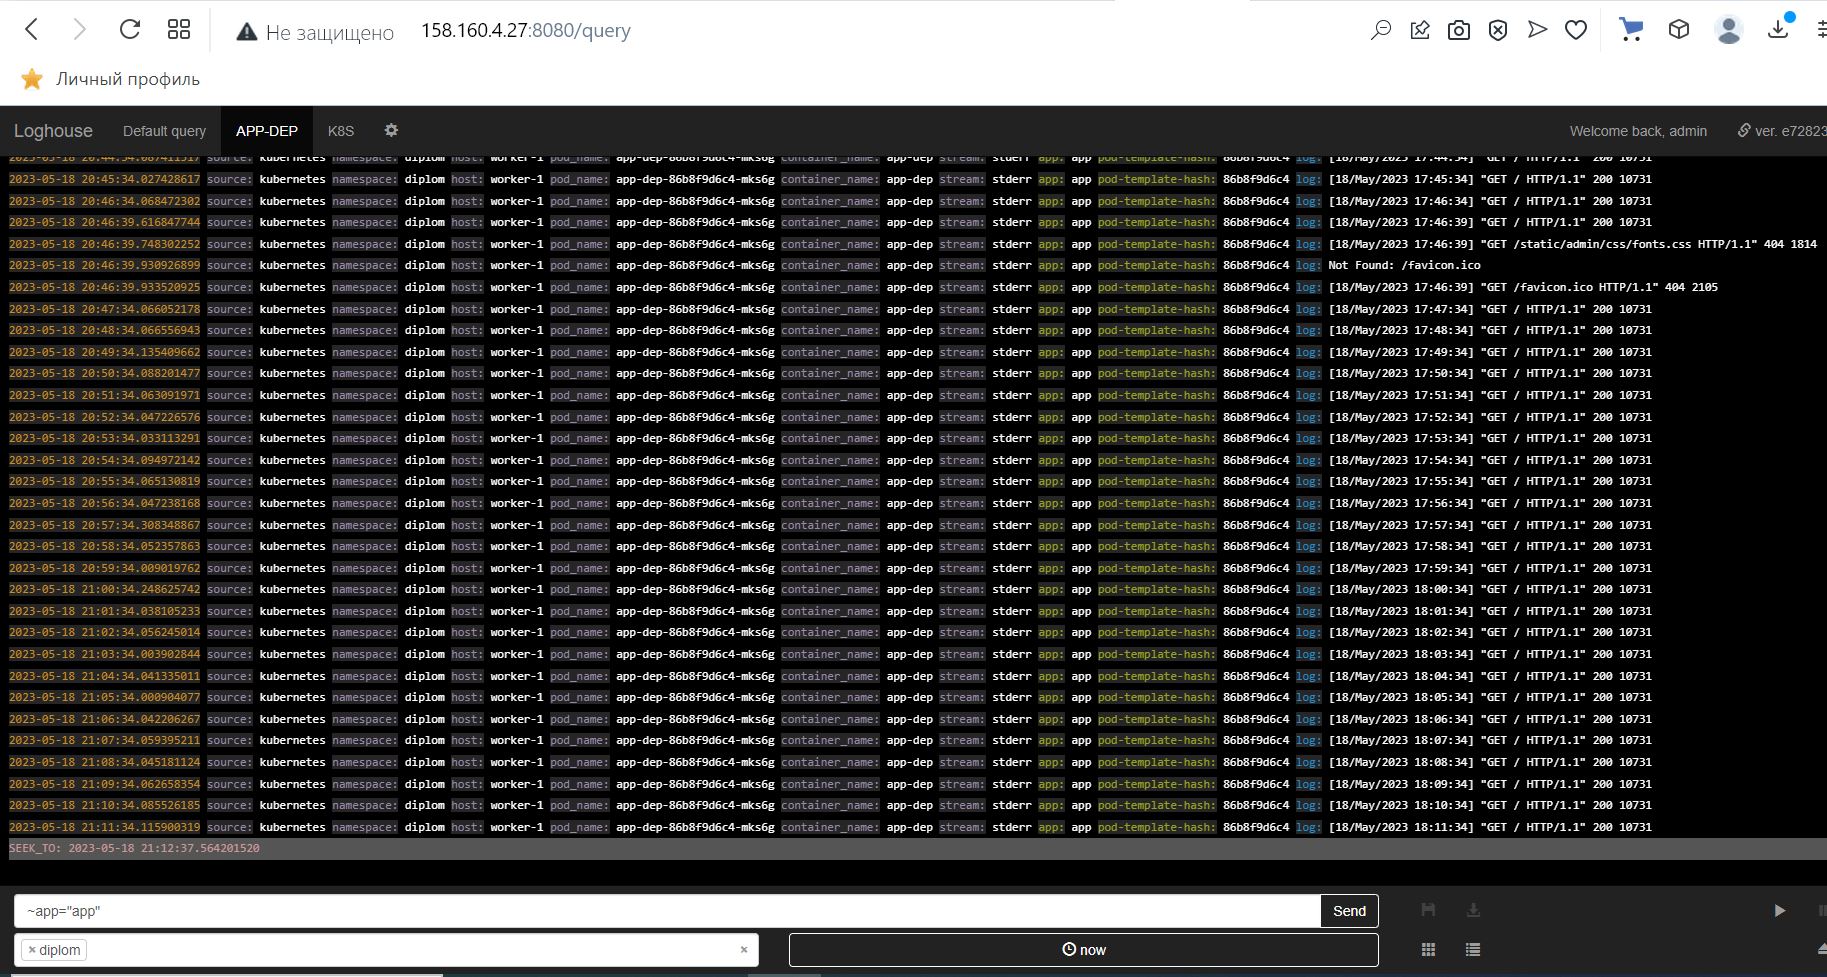 Не защищено 158.160.4.27:8080/query
Личный профиль
Loghouse Default query APP-DEP K8S Welcome back, admin ver. e72823
2023-05-18 20:44:34.087411317 source: kubernetes namespace: diplom host: worker-1 pod_name: app-dep-86b8f9d6c4-mks6g container_name: app-dep stream: stderr app: app pod-template-hash: 86b8f9d6c4 log: [18/May/2023 17:44:34] "GET / HTTP/1.1" 200 10731
2023-05-18 20:45:34.027428617 source: kubernetes namespace: diplom host: worker-1 pod_name: app-dep-86b8f9d6c4-mks6g container_name: app-dep stream: stderr app: app pod-template-hash: 86b8f9d6c4 log: [18/May/2023 17:45:34] "GET / HTTP/1.1" 200 10731
2023-05-18 20:46:34.068472302 source: kubernetes namespace: diplom host: worker-1 pod_name: app-dep-86b8f9d6c4-mks6g container_name: app-dep stream: stderr app: app pod-template-hash: 86b8f9d6c4 log: [18/May/2023 17:46:34] "GET / HTTP/1.1" 200 10731
2023-05-18 20:46:39.616847744 source: kubernetes namespace: diplom host: worker-1 pod_name: app-dep-86b8f9d6c4-mks6g container_name: app-dep stream: stderr app: app pod-template-hash: 86b8f9d6c4 log: [18/May/2023 17:46:39] "GET / HTTP/1.1" 200 10731
2023-05-18 20:46:39.748302252 source: kubernetes namespace: diplom host: worker-1 pod_name: app-dep-86b8f9d6c4-mks6g container_name: app-dep stream: stderr app: app pod-template-hash: 86b8f9d6c4 log: [18/May/2023 17:46:39] "GET /static/admin/css/fonts.css HTTP/1.1" 404 1814
2023-05-18 20:46:39.930926899 source: kubernetes namespace: diplom host: worker-1 pod_name: app-dep-86b8f9d6c4-mks6g container_name: app-dep stream: stderr app: app pod-template-hash: 86b8f9d6c4 log: Not Found: /favicon.ico
2023-05-18 20:46:39.933520925 source: kubernetes namespace: diplom host: worker-1 pod_name: app-dep-86b8f9d6c4-mks6g container_name: app-dep stream: stderr app: app pod-template-hash: 86b8f9d6c4 log: [18/May/2023 17:46:39] "GET /favicon.ico HTTP/1.1" 404 2105
2023-05-18 20:47:34.066052178 source: kubernetes namespace: diplom host: worker-1 pod_name: app-dep-86b8f9d6c4-mks6g container_name: app-dep stream: stderr app: app pod-template-hash: 86b8f9d6c4 log: [18/May/2023 17:47:34] "GET / HTTP/1.1" 200 10731
2023-05-18 20:48:34.066556943 source: kubernetes namespace: diplom host: worker-1 pod_name: app-dep-86b8f9d6c4-mks6g container_name: app-dep stream: stderr app: app pod-template-hash: 86b8f9d6c4 log: [18/May/2023 17:48:34] "GET / HTTP/1.1" 200 10731
2023-05-18 20:49:34.135409662 source: kubernetes namespace: diplom host: worker-1 pod_name: app-dep-86b8f9d6c4-mks6g container_name: app-dep stream: stderr app: app pod-template-hash: 86b8f9d6c4 log: [18/May/2023 17:49:34] "GET / HTTP/1.1" 200 10731
2023-05-18 20:50:34.088201477 source: kubernetes namespace: diplom host: worker-1 pod_name: app-dep-86b8f9d6c4-mks6g container_name: app-dep stream: stderr app: app pod-template-hash: 86b8f9d6c4 log: [18/May/2023 17:50:34] "GET / HTTP/1.1" 200 10731
2023-05-18 20:51:34.063091971 source: kubernetes namespace: diplom host: worker-1 pod_name: app-dep-86b8f9d6c4-mks6g container_name: app-dep stream: stderr app: app pod-template-hash: 86b8f9d6c4 log: [18/May/2023 17:51:34] "GET / HTTP/1.1" 200 10731
2023-05-18 20:52:34.047226576 source: kubernetes namespace: diplom host: worker-1 pod_name: app-dep-86b8f9d6c4-mks6g container_name: app-dep stream: stderr app: app pod-template-hash: 86b8f9d6c4 log: [18/May/2023 17:52:34] "GET / HTTP/1.1" 200 10731
2023-05-18 20:53:34.033113291 source: kubernetes namespace: diplom host: worker-1 pod_name: app-dep-86b8f9d6c4-mks6g container_name: app-dep stream: stderr app: app pod-template-hash: 86b8f9d6c4 log: [18/May/2023 17:53:34] "GET / HTTP/1.1" 200 10731
2023-05-18 20:54:34.094972142 source: kubernetes namespace: diplom host: worker-1 pod_name: app-dep-86b8f9d6c4-mks6g container_name: app-dep stream: stderr app: app pod-template-hash: 86b8f9d6c4 log: [18/May/2023 17:54:34] "GET / HTTP/1.1" 200 10731
2023-05-18 20:55:34.065130819 source: kubernetes namespace: diplom host: worker-1 pod_name: app-dep-86b8f9d6c4-mks6g container_name: app-dep stream: stderr app: app pod-template-hash: 86b8f9d6c4 log: [18/May/2023 17:55:34] "GET / HTTP/1.1" 200 10731
2023-05-18 20:56:34.047238168 source: kubernetes namespace: diplom host: worker-1 pod_name: app-dep-86b8f9d6c4-mks6g container_name: app-dep stream: stderr app: app pod-template-hash: 86b8f9d6c4 log: [18/May/2023 17:56:34] "GET / HTTP/1.1" 200 10731
2023-05-18 20:57:34.308348867 source: kubernetes namespace: diplom host: worker-1 pod_name: app-dep-86b8f9d6c4-mks6g container_name: app-dep stream: stderr app: app pod-template-hash: 86b8f9d6c4 log: [18/May/2023 17:57:34] "GET / HTTP/1.1" 200 10731
2023-05-18 20:58:34.052357863 source: kubernetes namespace: diplom host: worker-1 pod_name: app-dep-86b8f9d6c4-mks6g container_name: app-dep stream: stderr app: app pod-template-hash: 86b8f9d6c4 log: [18/May/2023 17:58:34] "GET / HTTP/1.1" 200 10731
2023-05-18 20:59:34.009019762 source: kubernetes namespace: diplom host: worker-1 pod_name: app-dep-86b8f9d6c4-mks6g container_name: app-dep stream: stderr app: app pod-template-hash: 86b8f9d6c4 log: [18/May/2023 17:59:34] "GET / HTTP/1.1" 200 10731
2023-05-18 21:00:34.248625742 source: kubernetes namespace: diplom host: worker-1 pod_name: app-dep-86b8f9d6c4-mks6g container_name: app-dep stream: stderr app: app pod-template-hash: 86b8f9d6c4 log: [18/May/2023 18:00:34] "GET / HTTP/1.1" 200 10731
2023-05-18 21:01:34.038105233 source: kubernetes namespace: diplom host: worker-1 pod_name: app-dep-86b8f9d6c4-mks6g container_name: app-dep stream: stderr app: app pod-template-hash: 86b8f9d6c4 log: [18/May/2023 18:01:34] "GET / HTTP/1.1" 200 10731
2023-05-18 21:02:34.056245014 source: kubernetes namespace: diplom host: worker-1 pod_name: app-dep-86b8f9d6c4-mks6g container_name: app-dep stream: stderr app: app pod-template-hash: 86b8f9d6c4 log: [18/May/2023 18:02:34] "GET / HTTP/1.1" 200 10731
2023-05-18 21:03:34.003902844 source: kubernetes namespace: diplom host: worker-1 pod_name: app-dep-86b8f9d6c4-mks6g container_name: app-dep stream: stderr app: app pod-template-hash: 86b8f9d6c4 log: [18/May/2023 18:03:34] "GET / HTTP/1.1" 200 10731
2023-05-18 21:04:34.041335011 source: kubernetes namespace: diplom host: worker-1 pod_name: app-dep-86b8f9d6c4-mks6g container_name: app-dep stream: stderr app: app pod-template-hash: 86b8f9d6c4 log: [18/May/2023 18:04:34] "GET / HTTP/1.1" 200 10731
2023-05-18 21:05:34.000904077 source: kubernetes namespace: diplom host: worker-1 pod_name: app-dep-86b8f9d6c4-mks6g container_name: app-dep stream: stderr app: app pod-template-hash: 86b8f9d6c4 log: [18/May/2023 18:05:34] "GET / HTTP/1.1" 200 10731
2023-05-18 21:06:34.042206267 source: kubernetes namespace: diplom host: worker-1 pod_name: app-dep-86b8f9d6c4-mks6g container_name: app-dep stream: stderr app: app pod-template-hash: 86b8f9d6c4 log: [18/May/2023 18:06:34] "GET / HTTP/1.1" 200 10731
2023-05-18 21:07:34.059395211 source: kubernetes namespace: diplom host: worker-1 pod_name: app-dep-86b8f9d6c4-mks6g container_name: app-dep stream: stderr app: app pod-template-hash: 86b8f9d6c4 log: [18/May/2023 18:07:34] "GET / HTTP/1.1" 200 10731
2023-05-18 21:08:34.045181124 source: kubernetes namespace: diplom host: worker-1 pod_name: app-dep-86b8f9d6c4-mks6g container_name: app-dep stream: stderr app: app pod-template-hash: 86b8f9d6c4 log: [18/May/2023 18:08:34] "GET / HTTP/1.1" 200 10731
2023-05-18 21:09:34.062658354 source: kubernetes namespace: diplom host: worker-1 pod_name: app-dep-86b8f9d6c4-mks6g container_name: app-dep stream: stderr app: app pod-template-hash: 86b8f9d6c4 log: [18/May/2023 18:09:34] "GET / HTTP/1.1" 200 10731
2023-05-18 21:10:34.085526185 source: kubernetes namespace: diplom host: worker-1 pod_name: app-dep-86b8f9d6c4-mks6g container_name: app-dep stream: stderr app: app pod-template-hash: 86b8f9d6c4 log: [18/May/2023 18:10:34] "GET / HTTP/1.1" 200 10731
2023-05-18 21:11:34.115900319 source: kubernetes namespace: diplom host: worker-1 pod_name: app-dep-86b8f9d6c4-mks6g container_name: app-dep stream: stderr app: app pod-template-hash: 86b8f9d6c4 log: [18/May/2023 18:11:34] "GET / HTTP/1.1" 200 10731
SEEK_TO: 2023-05-18 21:12:37.564201520
~app="app" Send
× diplom × now